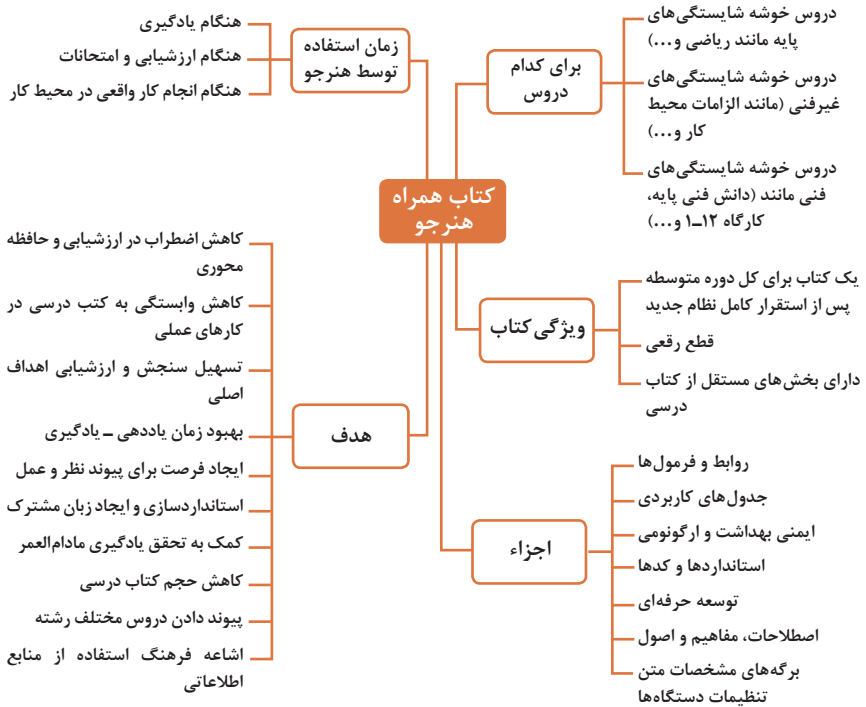 کتاب همراه
هنرجو
برای کدام
دروس
دروس خوشه شایستگی‌های
پایه مانند ریاضی و...)
دروس خوشه شایستگی‌های
غیرفنی (مانند الزامات محیط
کار و...)
دروس خوشه شایستگی‌های
فنی مانند (دانش فنی پایه،
کارگاه ۱۲ــ۱ و...)
ویژگی کتاب
یک کتاب برای کل دوره متوسطه
پس از استقرار کامل نظام جدید
قطع رقعی
دارای بخش‌های مستقل از کتاب
درسی
اجزاء
روابط و فرمول‌ها
جدول‌های کاربردی
ایمنی بهداشت و ارگونومی
استانداردها و کدها
توسعه حرفه‌ای
اصطلاحات، مفاهیم و اصول
برگه‌های مشخصات متن
تنظیمات دستگاه‌ها
زمان استفاده
توسط هنرجو
هنگام یادگیری
هنگام ارزشیابی و امتحانات
هنگام انجام کار واقعی در محیط کار
هدف
کاهش اضطراب در ارزشیابی و حافظه
محوری
کاهش وابستگی به کتب درسی در
کارهای عملی
تسهیل سنجش و ارزشیابی اهداف
اصلی
بهبود زمان یاددهی ــ یادگیری
ایجاد فرصت برای پیوند نظر و عمل
استانداردسازی و ایجاد زبان مشترک
کمک به تحقق یادگیری مادام‌العمر
کاهش حجم کتاب درسی
پیوند دادن دروس مختلف رشته
اشاعه فرهنگ استفاده از منابع
اطلاعاتی